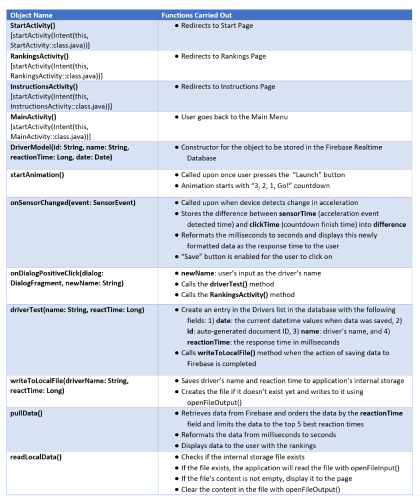 Object Name Functions Carried Out
StartActivity() • Redirects to Start Page
[startActivity(Intent(this,
StartActivity::class.java))]
RankingsActivity() • Redirects to Rankings Page
[startActivity(Intent(this,
RankingsActivity::class.java))]
InstructionsActivity() • Redirects to Instructions Page
[startActivity(Intent(this,
InstructionsActivity::class.java))]
MainActivity() • User goes back to the Main Menu
[startActivity(Intent(this,
MainActivity::class.java))]
DriverModel(id: String, name: String, • Constructor for the object to be stored in the Firebase Realtime
reactionTime: Long, date: Date) Database
startAnimation() • Called upon once user presses the "Launch" button
• Animation starts with "3, 2, 1, Go!" countdown
onSensorChanged(event: SensorEvent) • Called upon when device detects change in acceleration
• Stores the difference between sensorTime (acceleration event
detected time) and clickTime (countdown finish time) into difference
• Reformats the milliseconds to seconds and displays this newly
formatted data as the response time to the user
• "Save" button is enabled for the user to click on
onDialogPositiveClick(dialog: • newName: user's input as the driver's name
DialogFragment, newName: String) • Calls the driverTest() method
• Calls the RankingsActivity() method
driverTest(name: String, reactTime: Long) • Create an entry in the Drivers list in the database with the following
fields: 1) date: the current datetime values when data was saved, 2)
id: auto-generated document ID, 3) name: driver's name, and 4)
reactionTime: the response time in milliseconds
• Calls writeToLocalFile() method when the action of saving data to
Firebase is completed
writeToLocalFile(driverName: String, • Saves driver's name and reaction time to application's internal storage
reactTime: Long) • Creates the file if it doesn't exist yet and writes to it using
openFileOutput()
pullData() • Retrieves data from Firebase and orders the data by the reactionTime
field and limits the data to the top 5 best reaction times
• Reformats the data from milliseconds to seconds
• Displays data to the user with the rankings
readLocalData() • Checks if the internal storage file exists
• If the file exists, the application will read the file with openFileInput()
• If the file's content is not empty, display it to the page
• Clear the content in the file with openFileOutput()